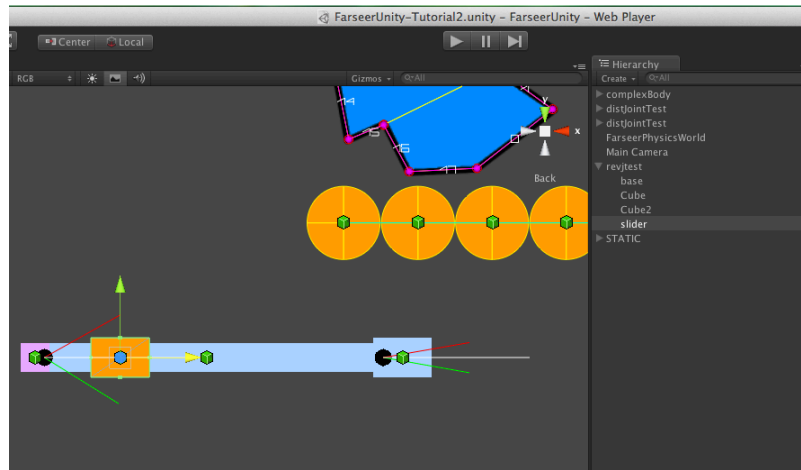 FarseerUnity-Tutorial2.unity – FarseerUnity – Web Player
Center Local
RGB
Gizmos
Q▾All
Hierarchy
Create Q▾All
complexBody
distJointTest
distJointTest
FarseerPhysicsWorld
Main Camera
revjtest
base
Cube
Cube2
slider
STATIC
y
x
Back
14
15
16
17